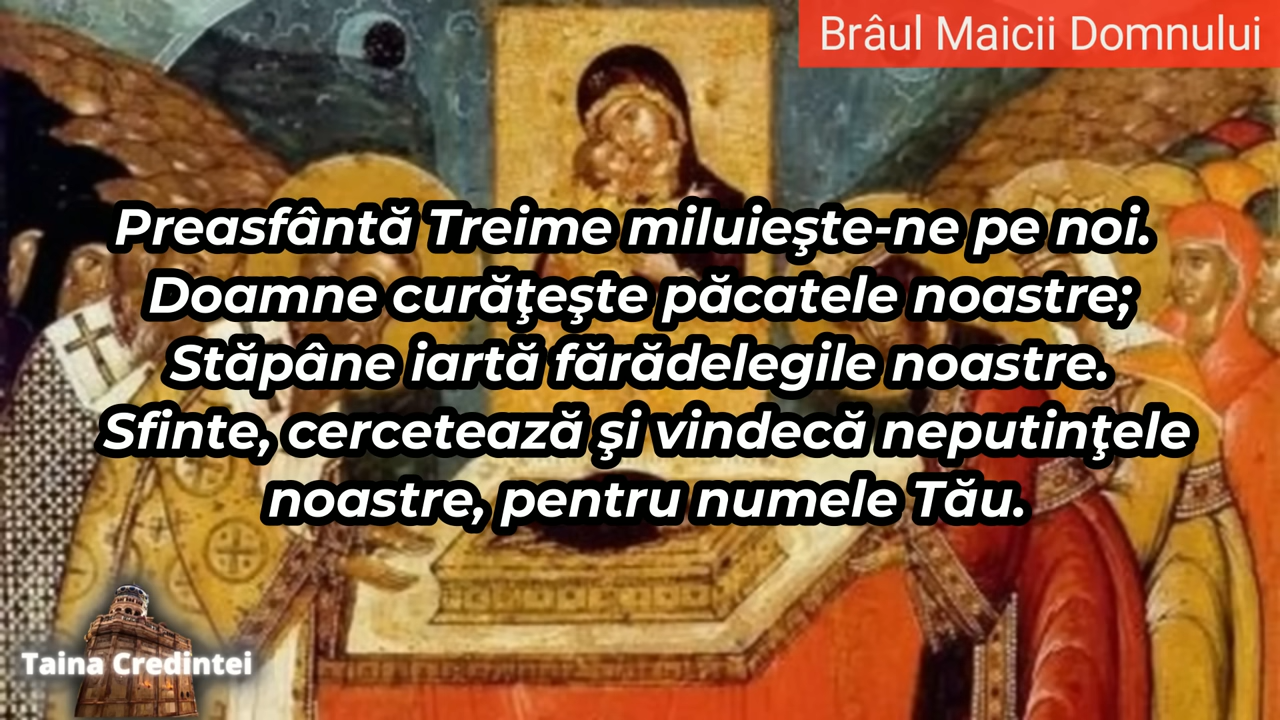 Brâul Maicii Domnului
Preasfântă Treime miluieşte-ne pe noi.
Doamne curăţeşte păcatele noastre;
Stăpâne iartă fărădelegile noastre.
Sfinte, cercetează şi vindecă neputinţele
noastre, pentru numele Tău.
Taina Credintei